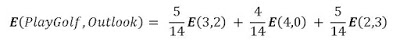 E(PlayGolf, Outlook) = 5/14 E(3,2) + 4/14 E(4,0) + 5/14 E(2,3)